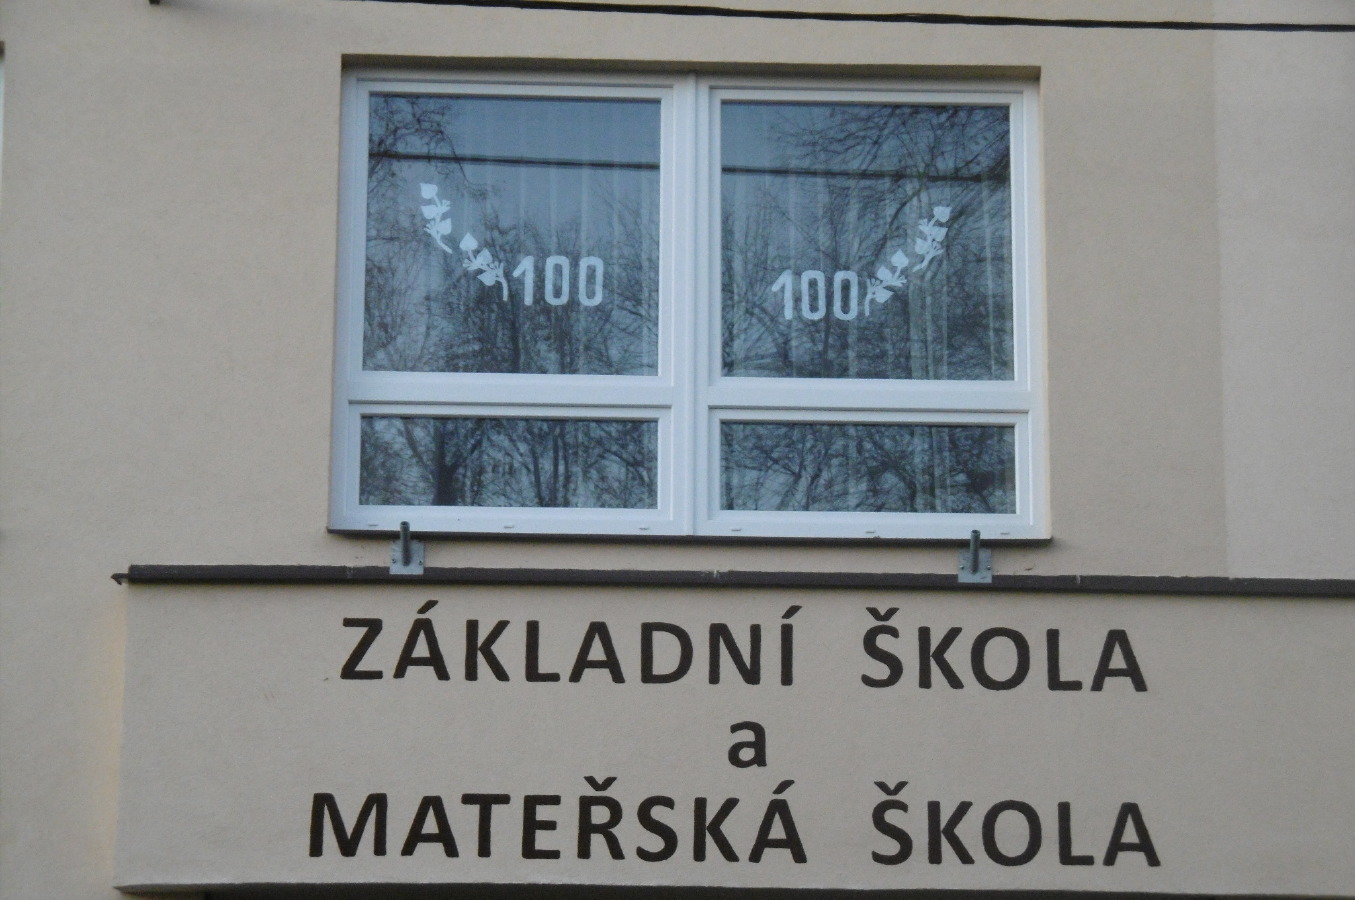 100 100
ZÁKLADNÍ ŠKOLA
a
MATEŘSKÁ ŠKOLA